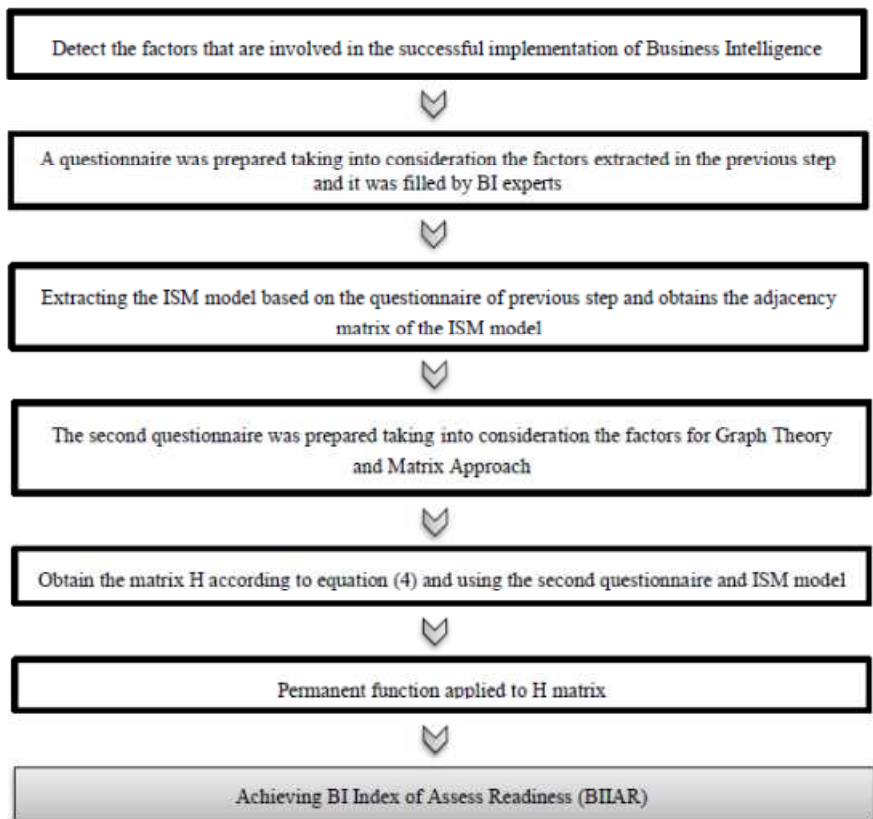 Detect the factors that are involved in the successful implementation of Business Intelligence
A questionnaire was prepared taking into consideration the factors extracted in the previous step
and it was filled by BI experts
Extracting the ISM model based on the questionnaire of previous step and obtains the adjacency
matrix of the ISM model
The second questionnaire was prepared taking into consideration the factors for Graph Theory
and Matrix Approach
Obtain the matrix H according to equation (4) and using the second questionnaire and ISM model
Permanent function applied to H matrix
Achieving BI Index of Assess Readiness (BIIAR)